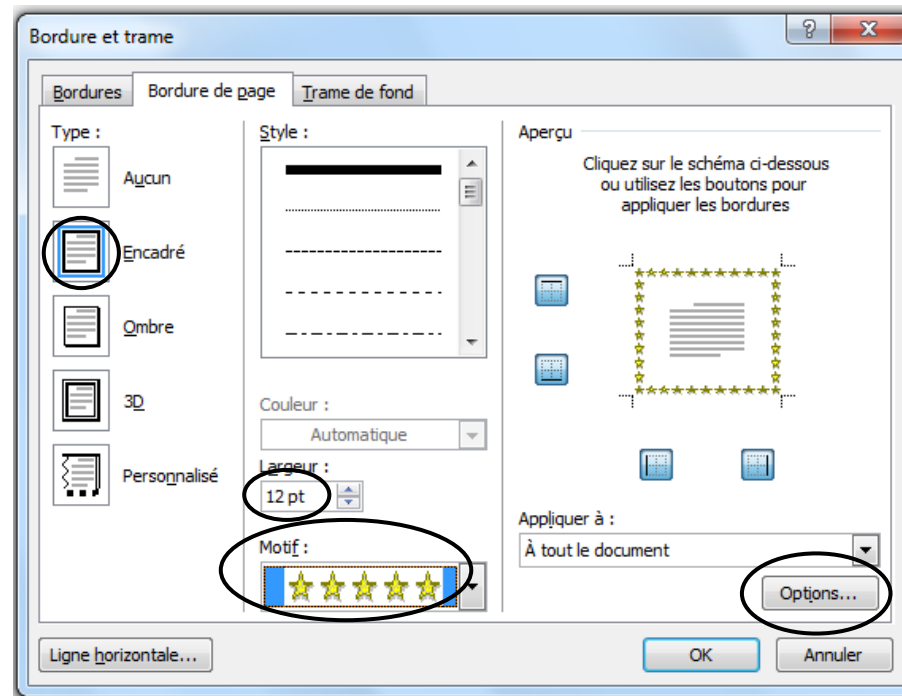 Bordure et trame
Bordures
Bordure de page
Trame de fond
Type :
Aucun
Encadré
Ombre
3D
Personnalisé
Style :
Couleur :
Automatique
Largeur :
12 pt
Motif :
Aperçu
Cliquez sur le schéma ci-dessous
ou utilisez les boutons pour
appliquer les bordures
Appliquer à :
À tout le document
Options...
Ligne horizontale...
OK
Annuler